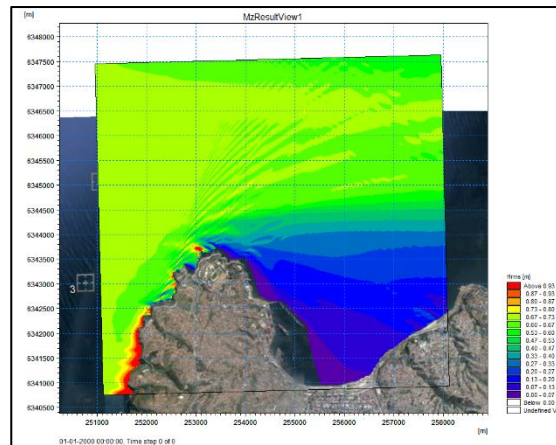 MzResultView1
[m]
6348000
6347500
6347000
6346500
6346000
6345500
6345000
6344500
6344000
6343500
6343000
6342500
6342000
6341500
6341000
6340500
3
251000
252000
253000
254000
255000
256000
257000
258000
[m]
Hrms [m]
Above 0.93
0.87 - 0.93
0.80 - 0.87
0.73 - 0.80
0.67 - 0.73
0.60 - 0.67
0.53 - 0.60
0.47 - 0.53
0.40 - 0.47
0.33 - 0.40
0.27 - 0.33
0.20 - 0.27
0.13 - 0.20
0.07 - 0.13
0.00 - 0.07
Below 0.00
Undefined V
01-01-2000 00:00:00, Time step 0 of 0